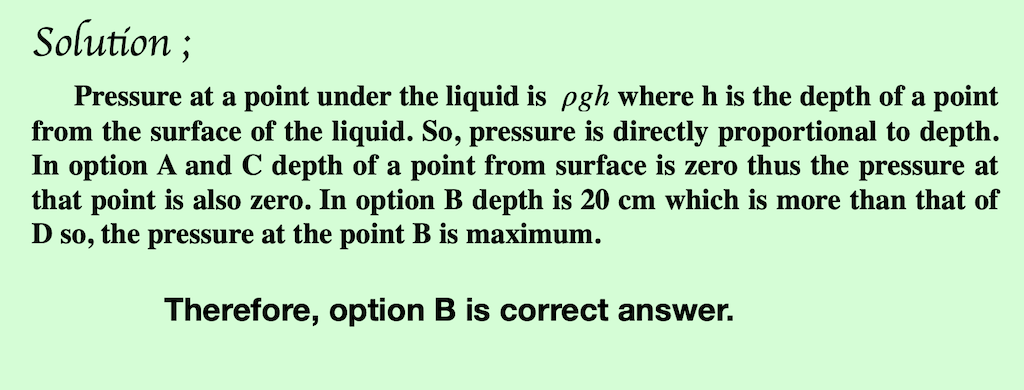 Solution ;
Pressure at a point under the liquid is ρgh where h is the depth of a point
from the surface of the liquid. So, pressure is directly proportional to depth.
In option A and C depth of a point from surface is zero thus the pressure at
that point is also zero. In option B depth is 20 cm which is more than that of
D so, the pressure at the point B is maximum.
Therefore, option B is correct answer.